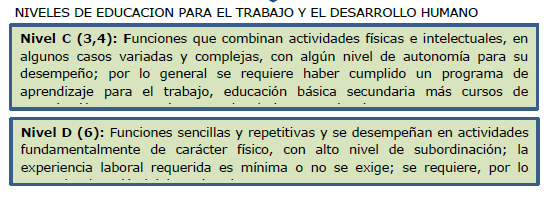 NIVELES DE EDUCACION PARA EL TRABAJO Y EL DESARROLLO HUMANO
Nivel C (3,4): Funciones que combinan actividades físicas e intelectuales, en
algunos casos variadas y complejas, con algún nivel de autonomía para su
desempeño; por lo general se requiere haber cumplido un programa de
aprendizaje para el trabajo, educación básica secundaria más cursos de
Nivel D (6): Funciones sencillas y repetitivas y se desempeñan en actividades
fundamentalmente de carácter físico, con alto nivel de subordinación; la
experiencia laboral requerida es mínima o no se exige; se requiere, por lo